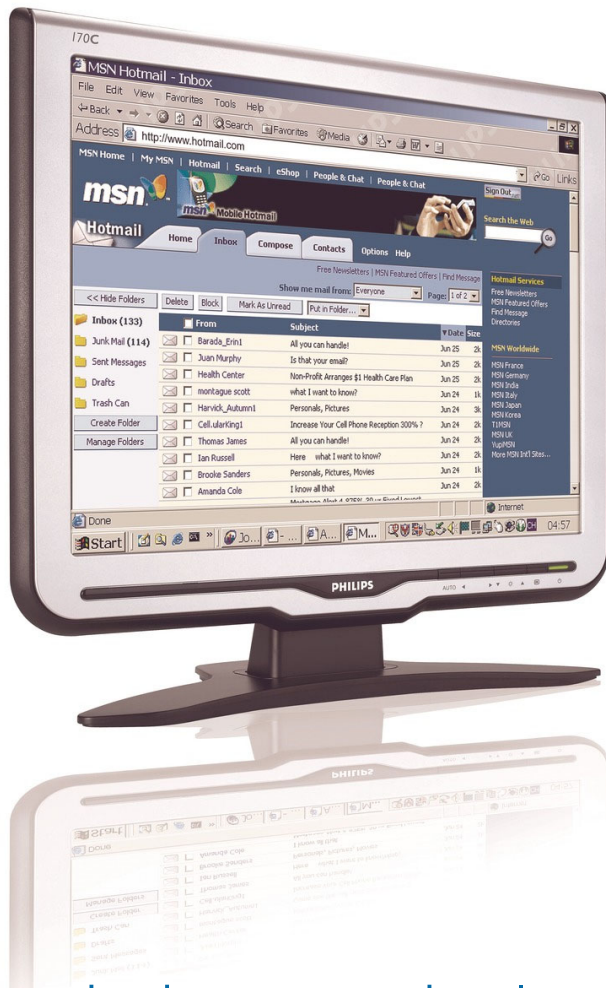 170C
MSN Hotmail - Inbox
File Edit View Favorites Tools Help
Back Search Favorites Media
Address http://www.hotmail.com Go Links
MSN Home | My MSN | Hotmail | Search | eShop | People & Chat | People & Chat
Sign Out
msn
msn Mobile Hotmail
Search the Web
Go
Hotmail
Home Inbox Compose Contacts Options Help
Free Newsletters | MSN Featured Offers | Find Message
Show me mail from: Everyone Page: 1 of 2
<< Hide Folders Delete Block Mark As Unread Put in Folder...
From Subject Date Size
Inbox (133)
Junk Mail (114)
Sent Messages
Drafts
Trash Can
Create Folder
Manage Folders
Barada_Erin1 All you can handle! Jun 25 2k
Juan Murphy Is that your email? Jun 25 2k
Health Center Non-Profit Arranges $1 Health Care Plan Jun 25 2k
montague scott what I want to know? Jun 24 1k
Harvick_Autumn1 Personals, Pictures Jun 24 3k
Cell.ularKing1 Increase Your Cell Phone Reception 300% ? Jun 24 2k
Thomas James All you can handle! Jun 24 2k
Ian Russell Here what I want to know? Jun 24 2k
Brooke Sanders Personals, Pictures, Movies Jun 24 1k
Amanda Cole I know all that Jun 24 2k
Hotmail Services
Free Newsletters
MSN Featured Offers
Find Message
Directories
MSN Worldwide
MSN France
MSN Germany
MSN India
MSN Italy
MSN Japan
MSN Korea
T1MSN
MSN UK
YupiMSN
More MSN Int'l Sites...
Done Internet
Start Jo... - ... A... M... CH 04:57
PHILIPS
AUTO